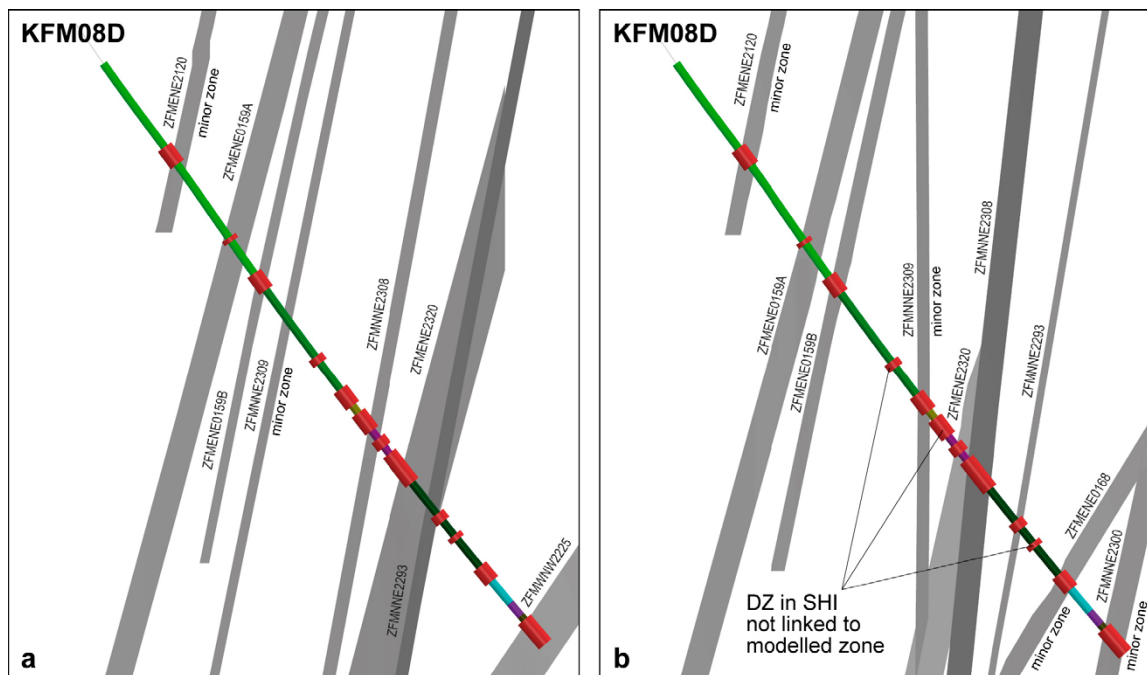 KFM08D
ZFMENE2120
minor zone
ZFMENE0159A
ZFMENE0159B
ZFMNNE2309
minor zone
ZFMNNE2308
ZFMENE2320
ZFMNNE2293
ZFMWNW2225
a
KFM08D
ZFMENE2120
minor zone
ZFMENE0159A
ZFMENE0159B
ZFMNNE2309
minor zone
ZFMENE2320
ZFMNNE2308
ZFMNNE2293
ZFMENE0168
minor zone
ZFMNNE2300
minor zone
DZ in SHI
not linked to
modelled zone
b